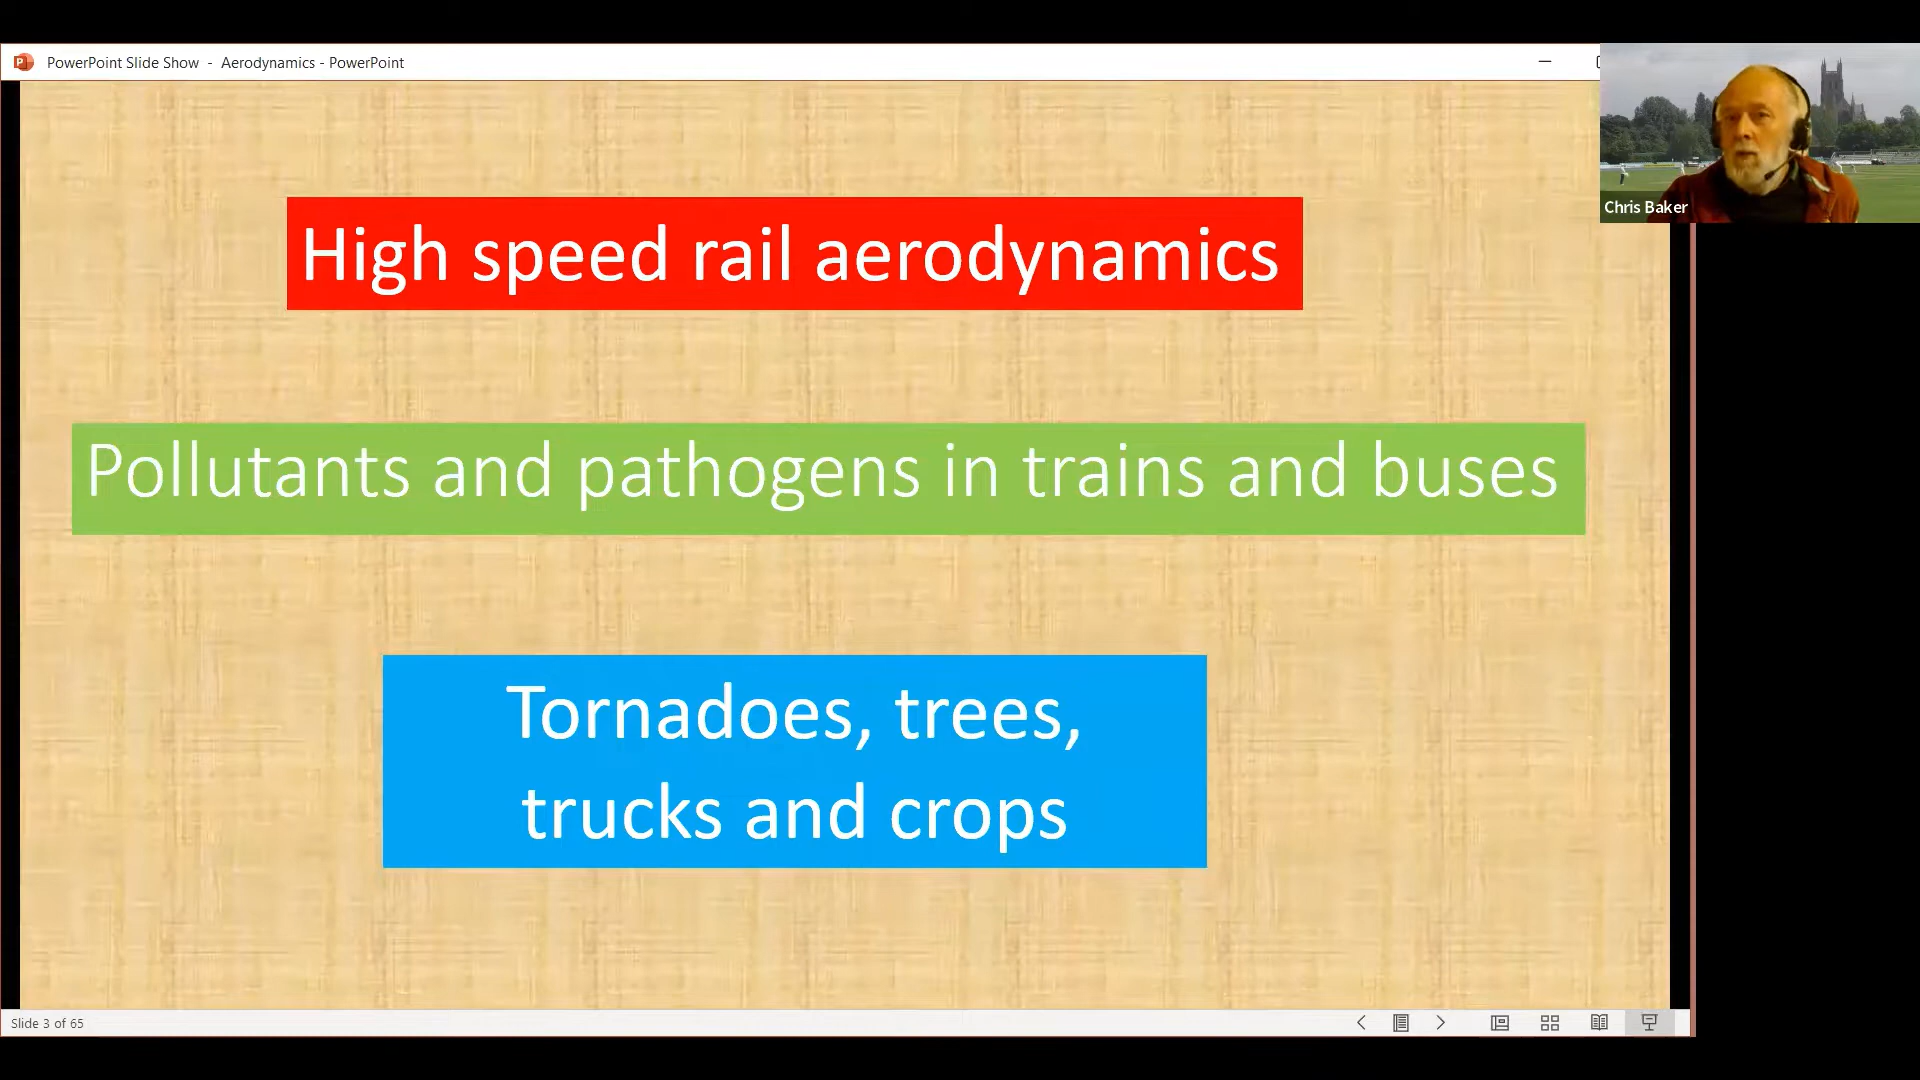 PowerPoint Slide Show - Aerodynamics - PowerPoint
Chris Baker
High speed rail aerodynamics
Pollutants and pathogens in trains and buses
Tornadoes, trees,
trucks and crops
Slide 3 of 65